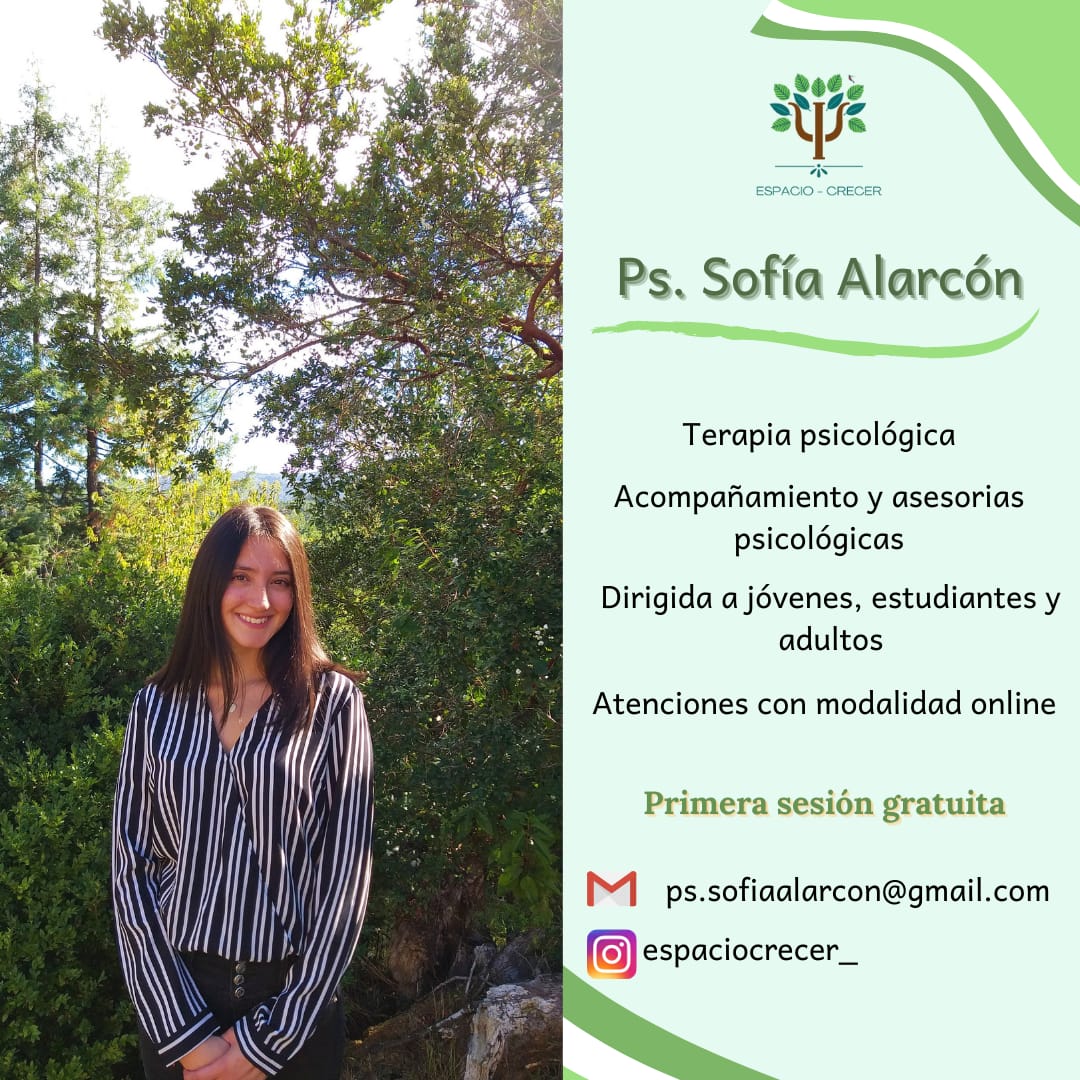 ESPACIO - CRECER
Ps. Sofía Alarcón
Terapia psicológica
Acompañamiento y asesorias
psicológicas
Dirigida a jóvenes, estudiantes y
adultos
Atenciones con modalidad online
Primera sesión gratuita
ps.sofiaalarcon@gmail.com
espaciocrecer_